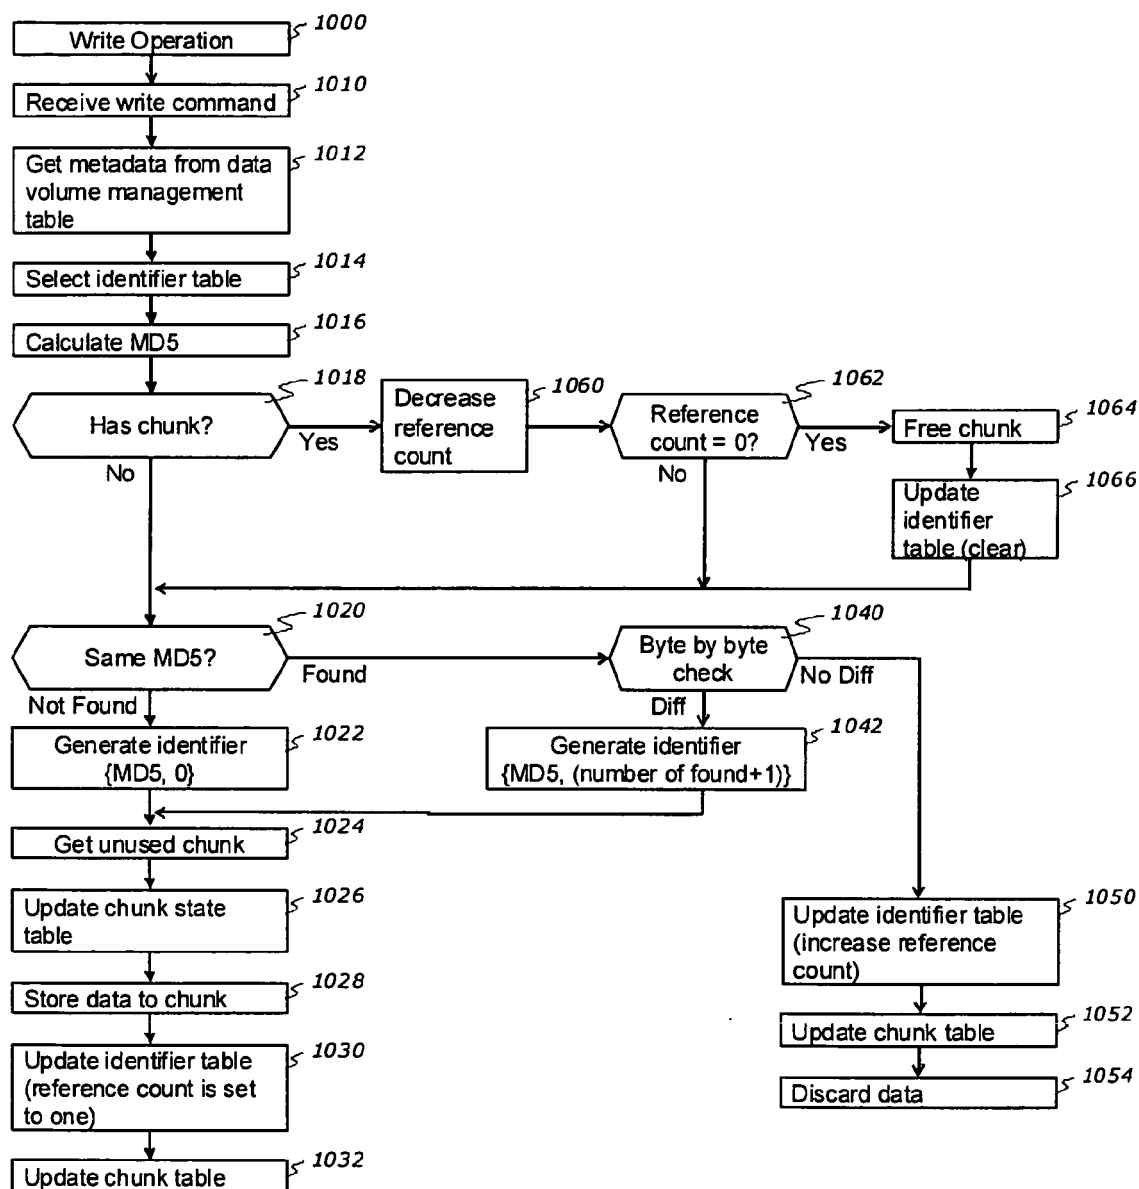 Write Operation
1000
Receive write command
1010
Get metadata from data
volume management
table
1012
Select identifier table
1014
Calculate MD5
1016
Has chunk?
1018
Yes
No
Decrease
reference
count
1060
Reference
count = 0?
1062
Yes
No
Free chunk
1064
Update
identifier
table (clear)
1066
Same MD5?
1020
Found
Not Found
Byte by byte
check
1040
No Diff
Diff
Generate identifier
{MD5, 0}
1022
Generate identifier
{MD5, (number of found+1)}
1042
Get unused chunk
1024
Update chunk state
table
1026
Store data to chunk
1028
Update identifier table
(reference count is set
to one)
1030
Update chunk table
1032
Update identifier table
(increase reference
count)
1050
Update chunk table
1052
Discard data
1054